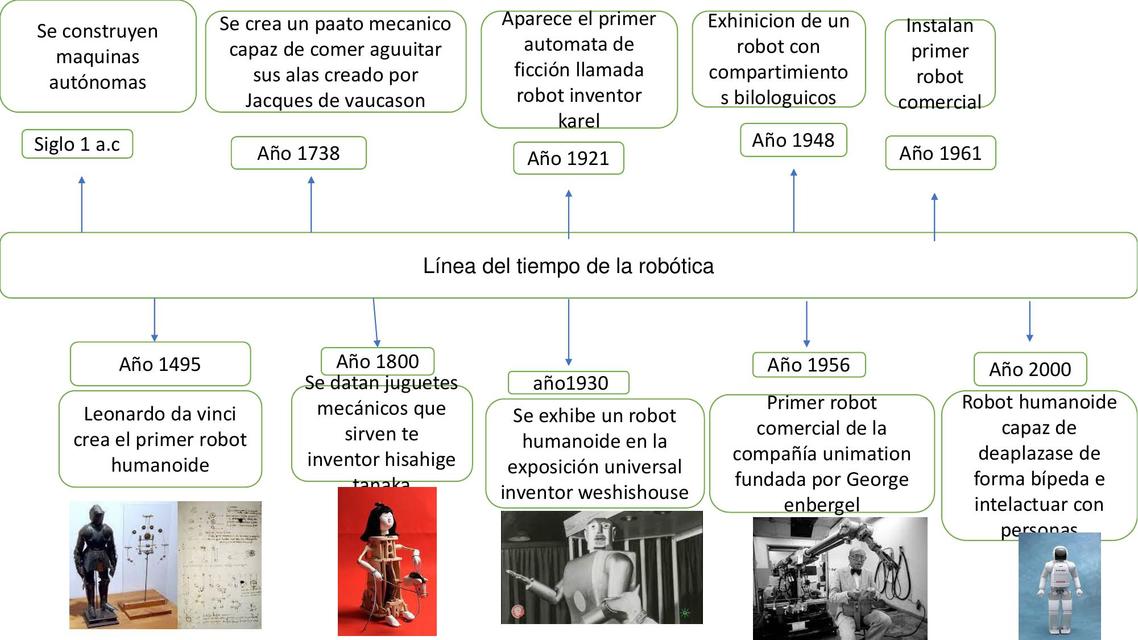 Se construyen
maquinas
autónomas
Siglo 1 a.c
Se crea un paato mecanico
capaz de comer aguuitar
sus alas creado por
Jacques de vaucason
Año 1738
Aparece el primer
automata de
ficción llamada
robot inventor
karel
Año 1921
Exhinicion de un
robot con
compartimiento
s bilologuicos
Año 1948
Instalan
primer
robot
comercial
Año 1961
Línea del tiempo de la robótica
Año 1495
Leonardo da vinci
crea el primer robot
humanoide
Año 1800
Se datan juguetes
mecánicos que
sirven te
inventor hisahige
tanaka
año1930
Se exhibe un robot
humanoide en la
exposición universal
inventor weshishouse
Año 1956
Primer robot
comercial de la
compañía unimation
fundada por George
enbergel
Año 2000
Robot humanoide
capaz de
deaplazase de
forma bípeda e
intelactuar con
personas